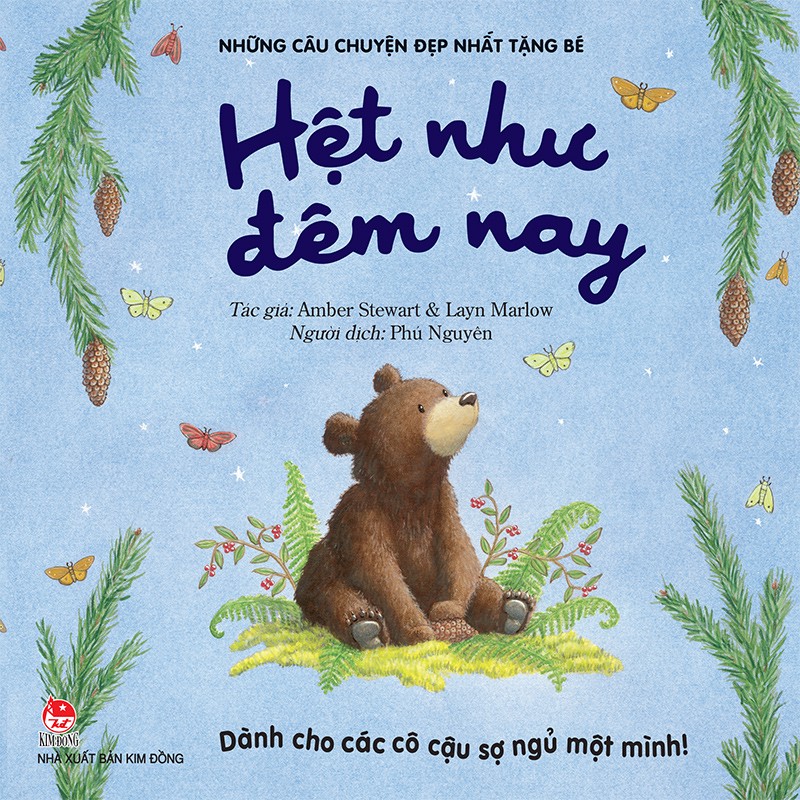 NHỮNG CÂU CHUYỆN ĐẸP NHẤT TẶNG BÉ
Hệt như
đêm nay
Tác giả: Amber Stewart & Layn Marlow
Người dịch: Phú Nguyên
Dành cho các cô cậu sợ ngủ một mình!
KIM ĐỒNG
NHÀ XUẤT BẢN KIM ĐỒNG